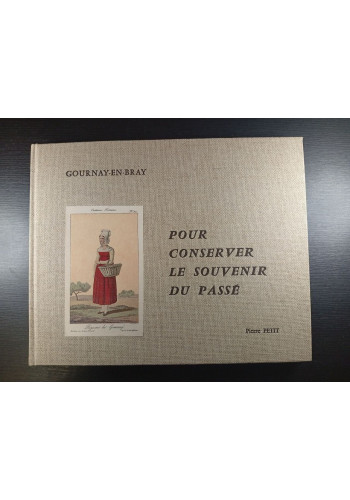 GOURNAY-EN-BRAY
POUR
CONSERVER
LE SOUVENIR
DU PASSÉ
Pierre PETIT